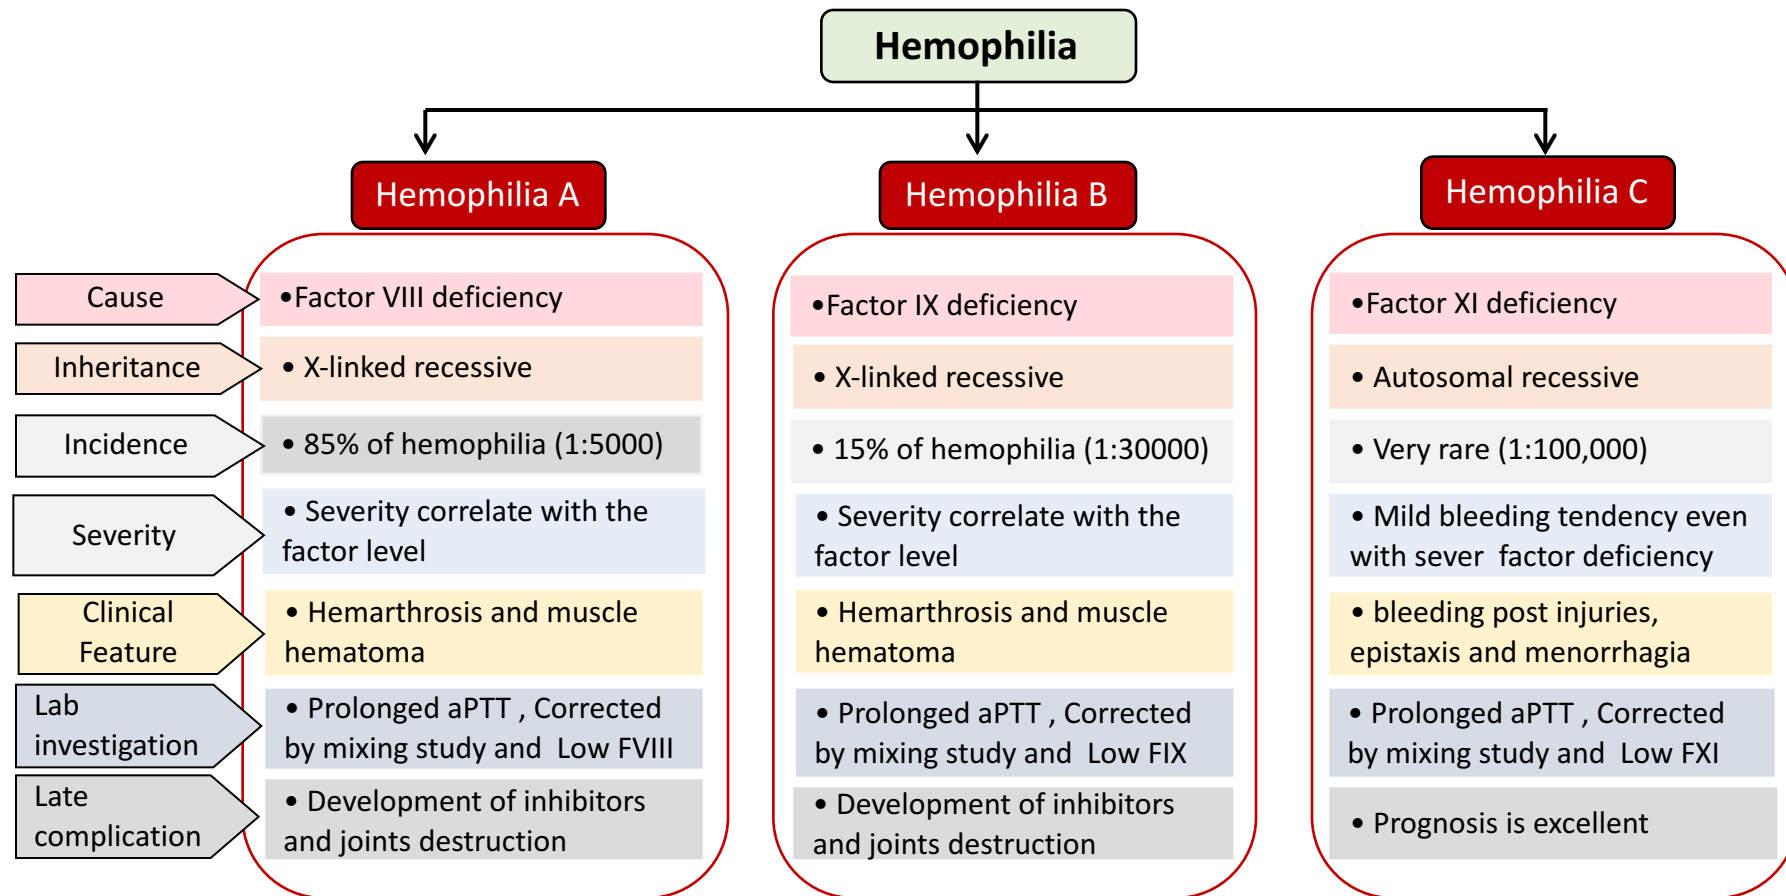 Hemophilia
Hemophilia A
Hemophilia B
Hemophilia C
Cause
•Factor VIII deficiency
•Factor IX deficiency
•Factor XI deficiency
Inheritance
• X-linked recessive
• X-linked recessive
• Autosomal recessive
Incidence
• 85% of hemophilia (1:5000)
• 15% of hemophilia (1:30000)
• Very rare (1:100,000)
Severity
• Severity correlate with the
factor level
• Severity correlate with the
factor level
• Mild bleeding tendency even
with sever factor deficiency
Clinical
Feature
• Hemarthrosis and muscle
hematoma
• Hemarthrosis and muscle
hematoma
• bleeding post injuries,
epistaxis and menorrhagia
Lab
investigation
• Prolonged aPTT , Corrected
by mixing study and Low FVIII
• Prolonged aPTT , Corrected
by mixing study and Low FIX
• Prolonged aPTT , Corrected
by mixing study and Low FXI
Late
complication
• Development of inhibitors
and joints destruction
• Development of inhibitors
and joints destruction
• Prognosis is excellent